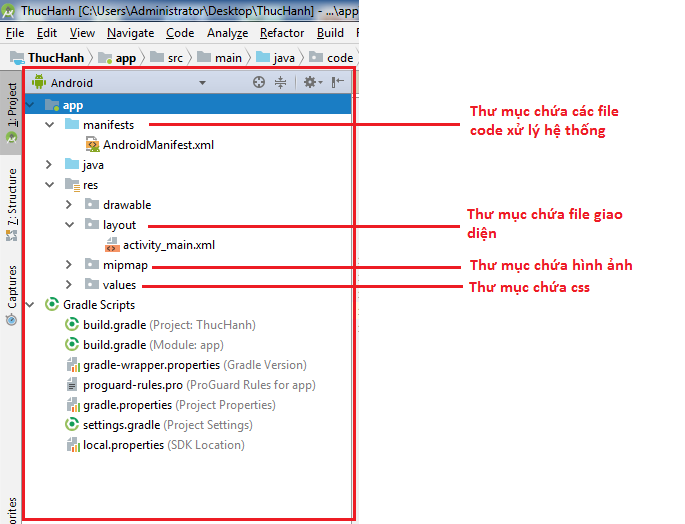 ThucHanh [C:\Users\Administrator\Desktop\ThucHanh] - ...\app
File Edit View Navigate Code Analyze Refactor Build
ThucHanh app src main java code
Android
1: Project
7: Structure
Captures
orites
app
manifests
AndroidManifest.xml
java
res
drawable
layout
activity_main.xml
mipmap
values
Gradle Scripts
build.gradle (Project: ThucHanh)
build.gradle (Module: app)
gradle-wrapper.properties (Gradle Version)
proguard-rules.pro (ProGuard Rules for app)
gradle.properties (Project Properties)
settings.gradle (Project Settings)
local.properties (SDK Location)
Thư mục chứa các file
code xử lý hệ thống
Thư mục chứa file giao
diện
Thư mục chứa hình ảnh
Thư mục chứa css